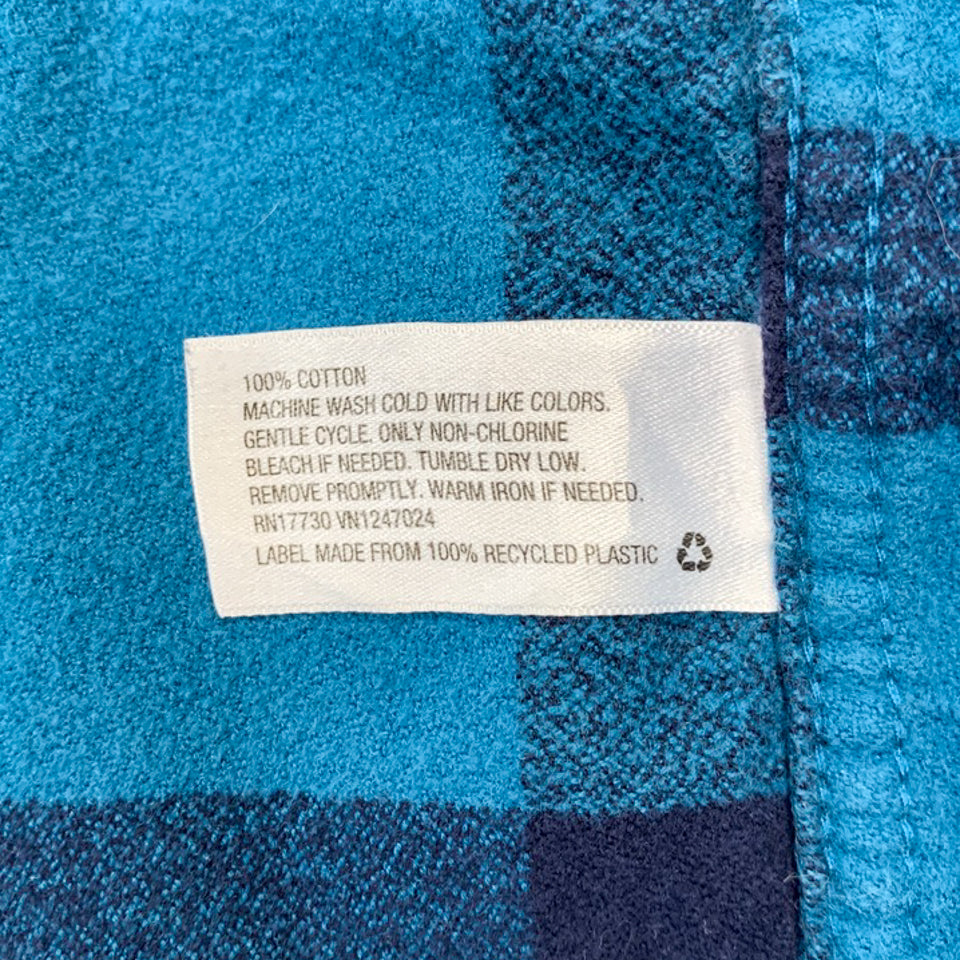 100% COTTON
MACHINE WASH COLD WITH LIKE COLORS.
GENTLE CYCLE. ONLY NON-CHLORINE
BLEACH IF NEEDED. TUMBLE DRY LOW.
REMOVE PROMPTLY. WARM IRON IF NEEDED.
RN17730 VN1247024
LABEL MADE FROM 100% RECYCLED PLASTIC